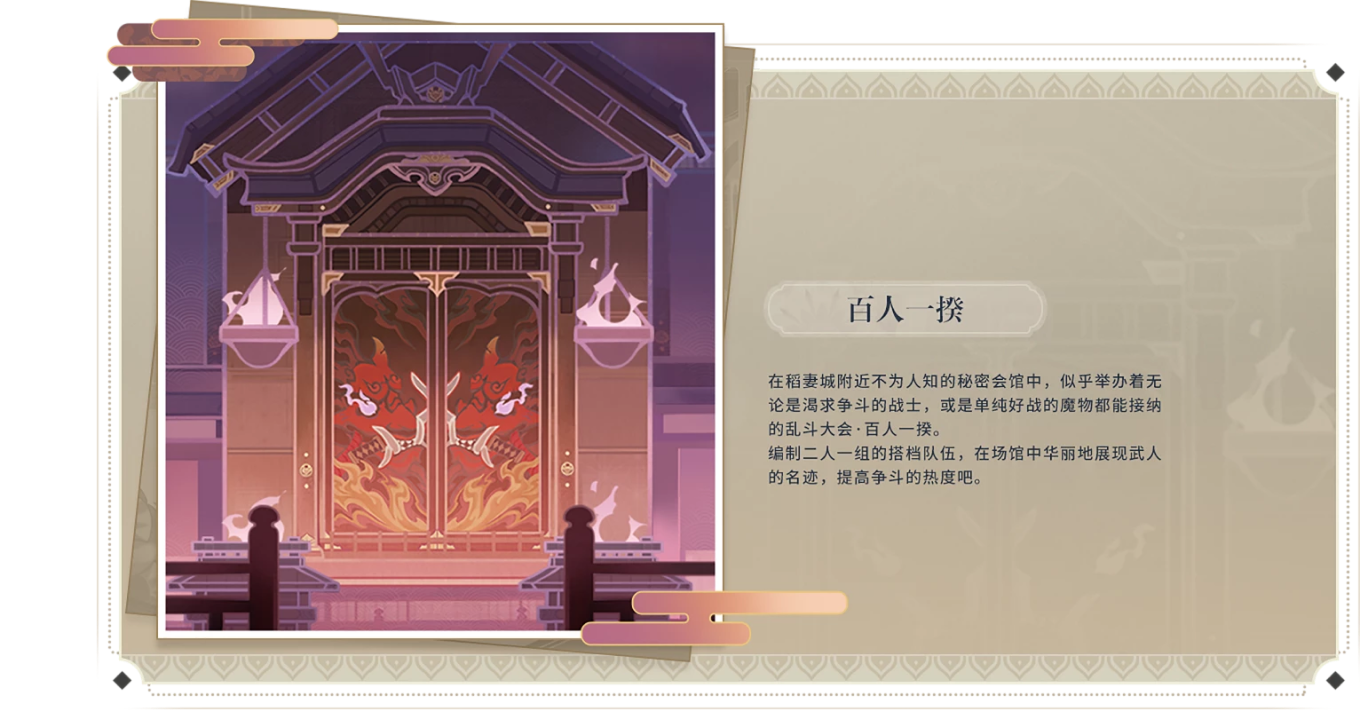 百人一揆
在稻妻城附近不为人知的秘密会馆中，似乎举办着无
论是渴求争斗的战士，或是单纯好战的魔物都能接纳
的乱斗大会·百人一揆。
编制二人一组的搭档队伍，在场馆中华丽地展现武人
的名迹，提高争斗的热度吧。